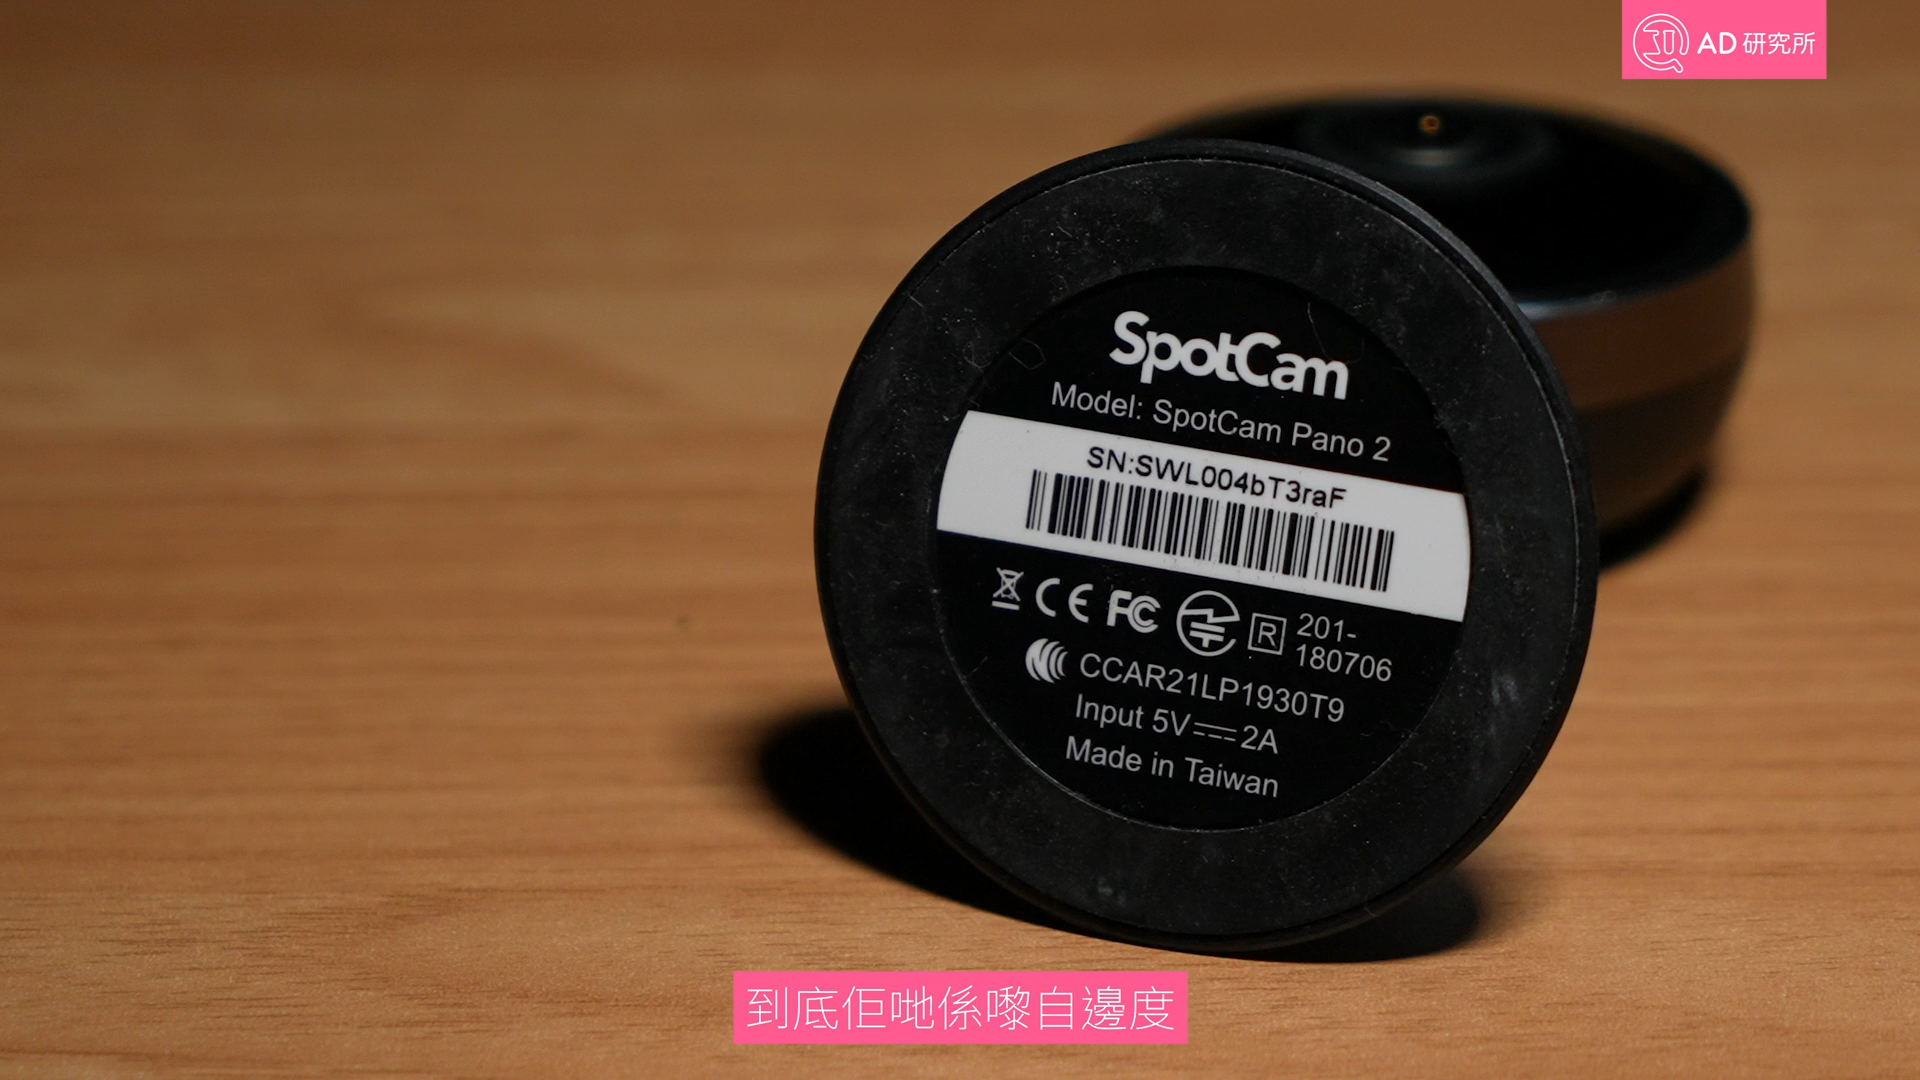 AD 研究所
SpotCam
Model: SpotCam Pano 2
SN:SWL004bT3raF
CE FC R 201-
180706
CCAR21LP1930T9
Input 5V⎓2A
Made in Taiwan
到底佢哋係嚟自邊度